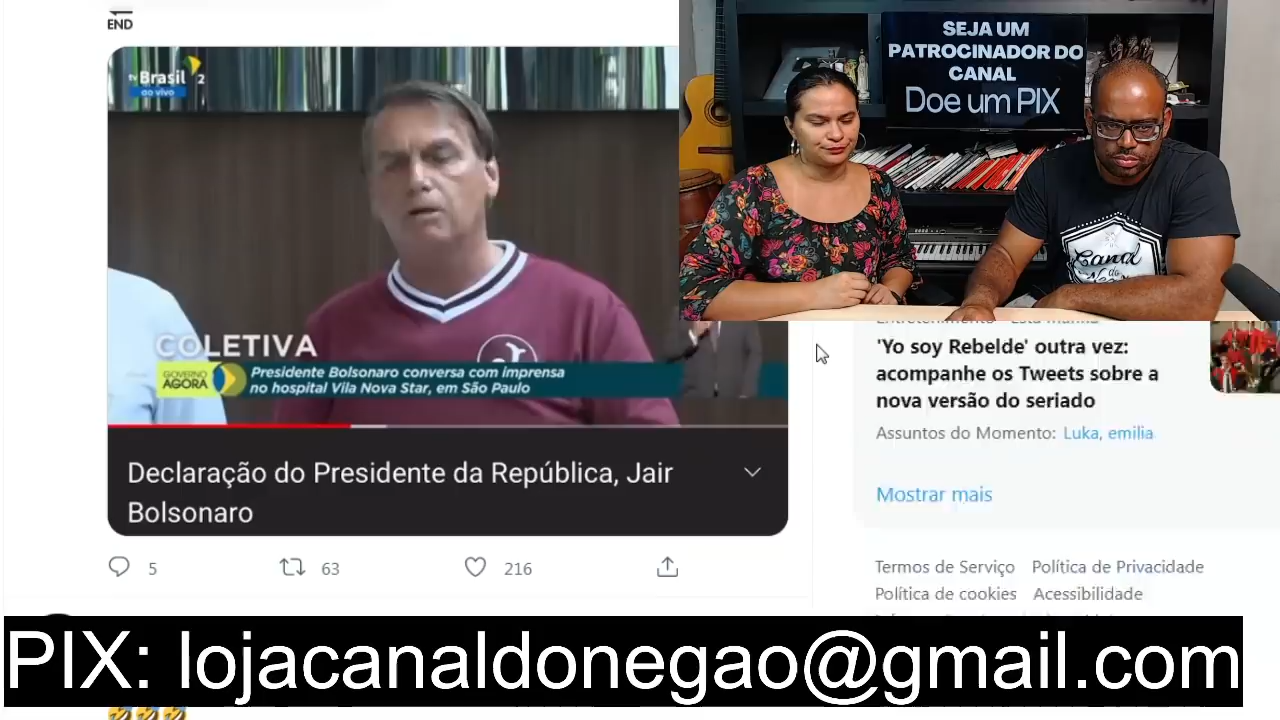 END
tv Brasil 2
ao vivo
COLETIVA
GOVERNO
AGORA
Presidente Bolsonaro conversa com imprensa
no hospital Vila Nova Star, em São Paulo
Declaração do Presidente da República, Jair
Bolsonaro
5
63
216
SEJA UM
PATROCINADOR DO
CANAL
Doe um PIX
Canal
do
'Yo soy Rebelde' outra vez:
acompanhe os Tweets sobre a
nova versão do seriado
Assuntos do Momento: Luka, emilia
Mostrar mais
Termos de Serviço Política de Privacidade
Política de cookies Acessibilidade
PIX: lojacanaldonegao@gmail.com